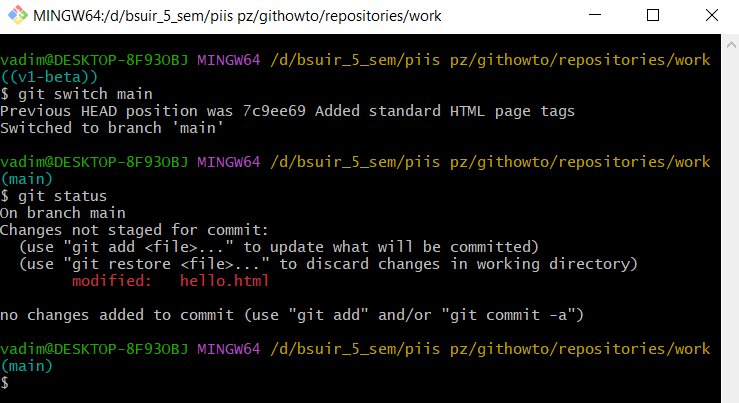 MINGW64:/d/bsuir_5_sem/piis pz/githowto/repositories/work
vadim@DESKTOP-8F93OBJ MINGW64 /d/bsuir_5_sem/piis pz/githowto/repositories/work
((v1-beta))
$ git switch main
Previous HEAD position was 7c9ee69 Added standard HTML page tags
Switched to branch 'main'
vadim@DESKTOP-8F93OBJ MINGW64 /d/bsuir_5_sem/piis pz/githowto/repositories/work
(main)
$ git status
On branch main
Changes not staged for commit:
  (use "git add <file>..." to update what will be committed)
  (use "git restore <file>..." to discard changes in working directory)
        modified:   hello.html
no changes added to commit (use "git add" and/or "git commit -a")
vadim@DESKTOP-8F93OBJ MINGW64 /d/bsuir_5_sem/piis pz/githowto/repositories/work
(main)
$